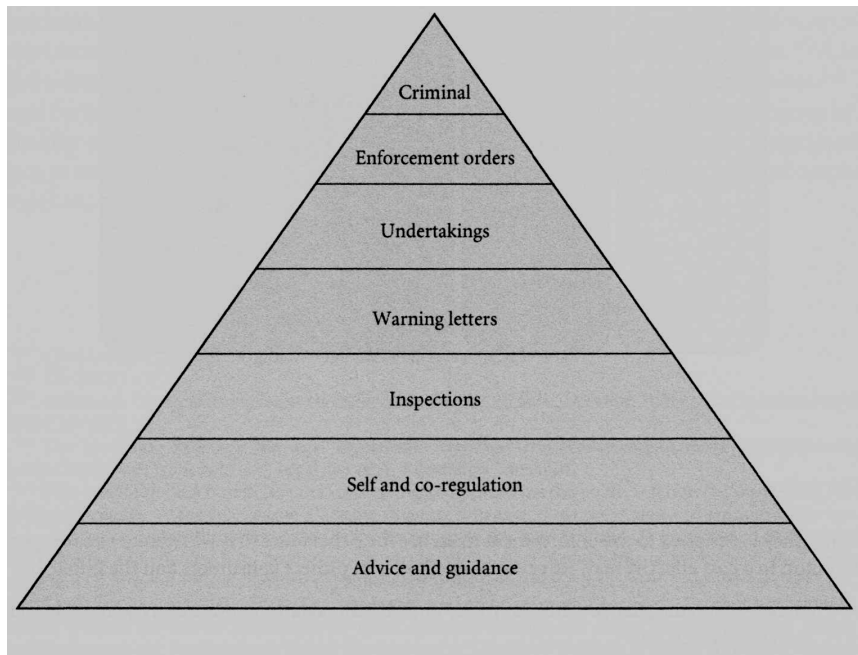 Criminal
Enforcement orders
Undertakings
Warning letters
Inspections
Self and co-regulation
Advice and guidance